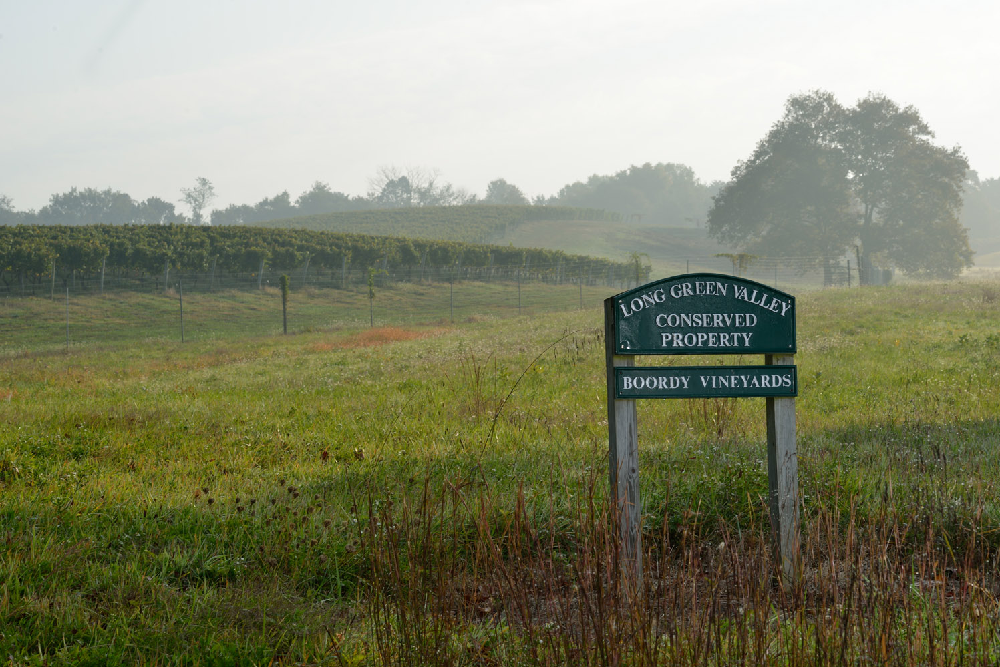 LONG GREEN VALLEY
CONSERVED
PROPERTY
BOORDY VINEYARDS